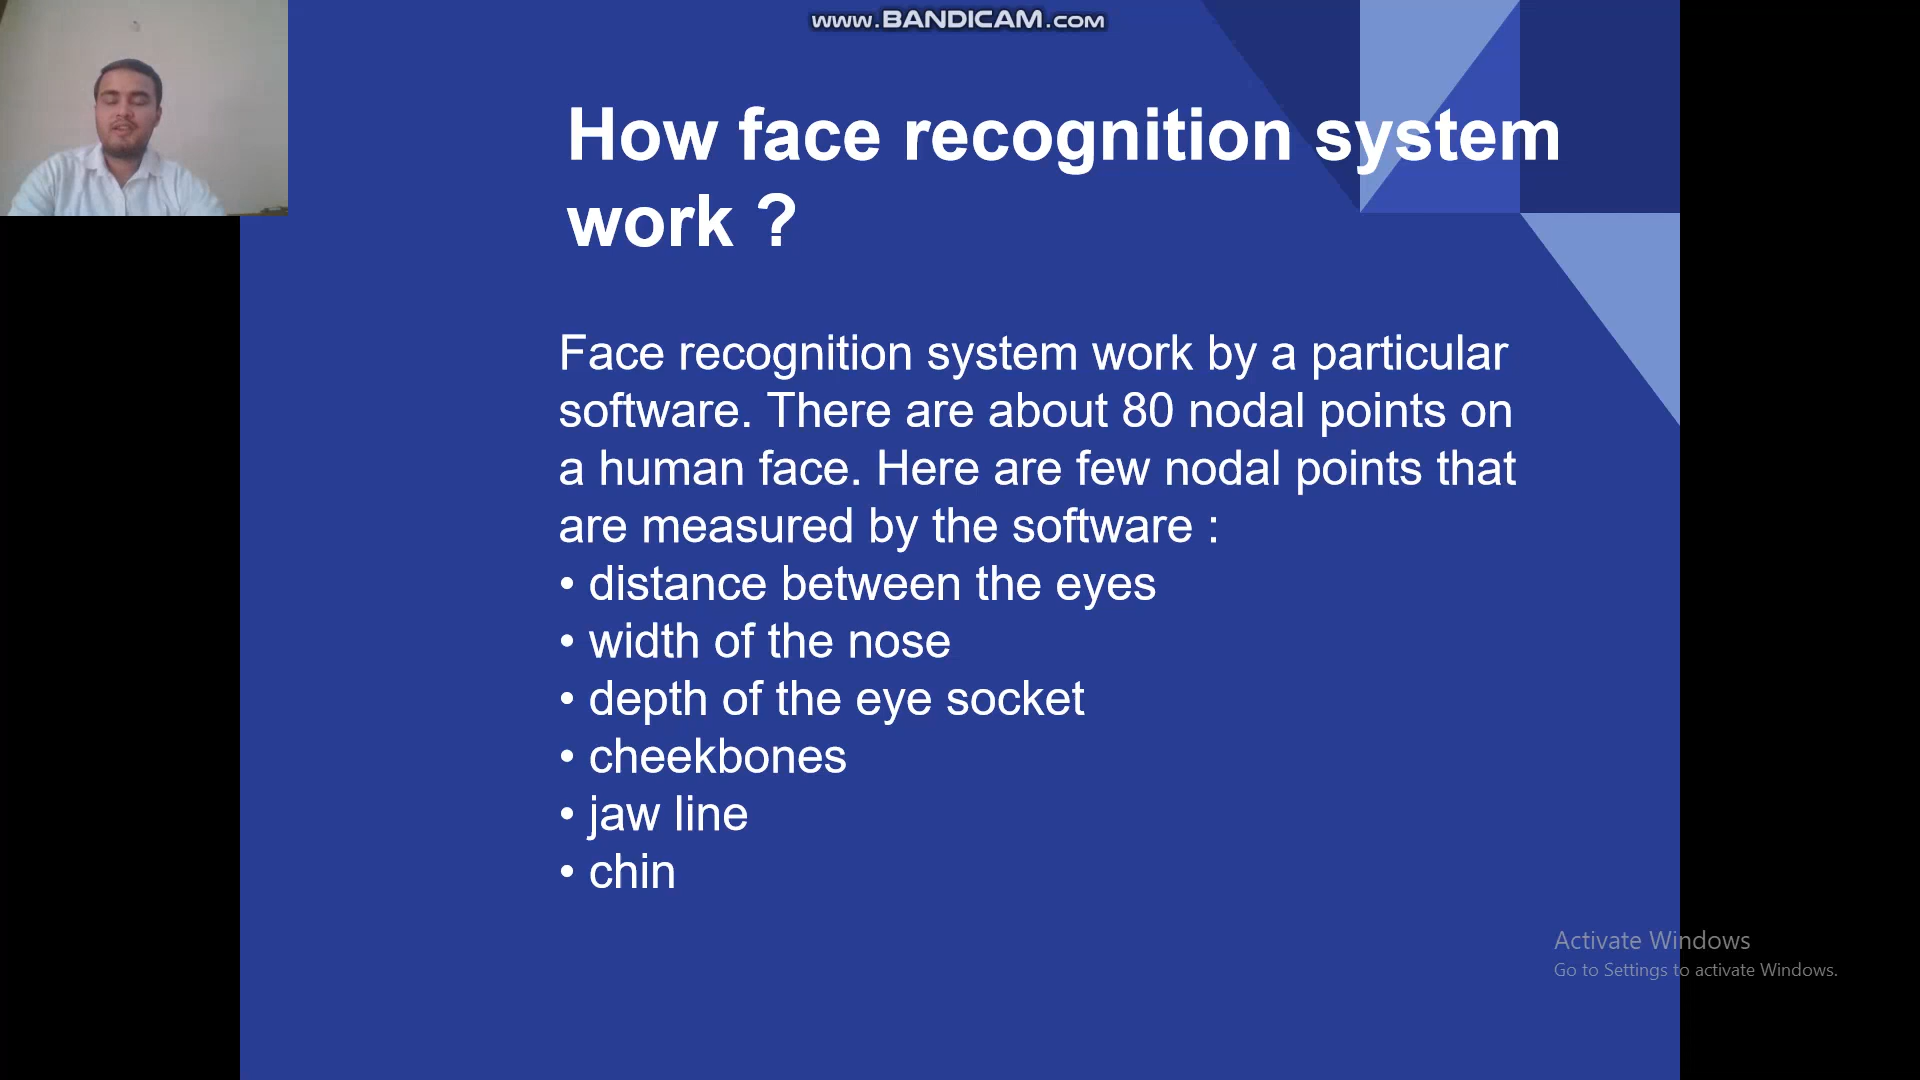 www.BANDICAM.com
How face recognition system
work ?
Face recognition system work by a particular
software. There are about 80 nodal points on
a human face. Here are few nodal points that
are measured by the software :
• distance between the eyes
• width of the nose
• depth of the eye socket
• cheekbones
• jaw line
• chin
Activate Windows
Go to Settings to activate Windows.